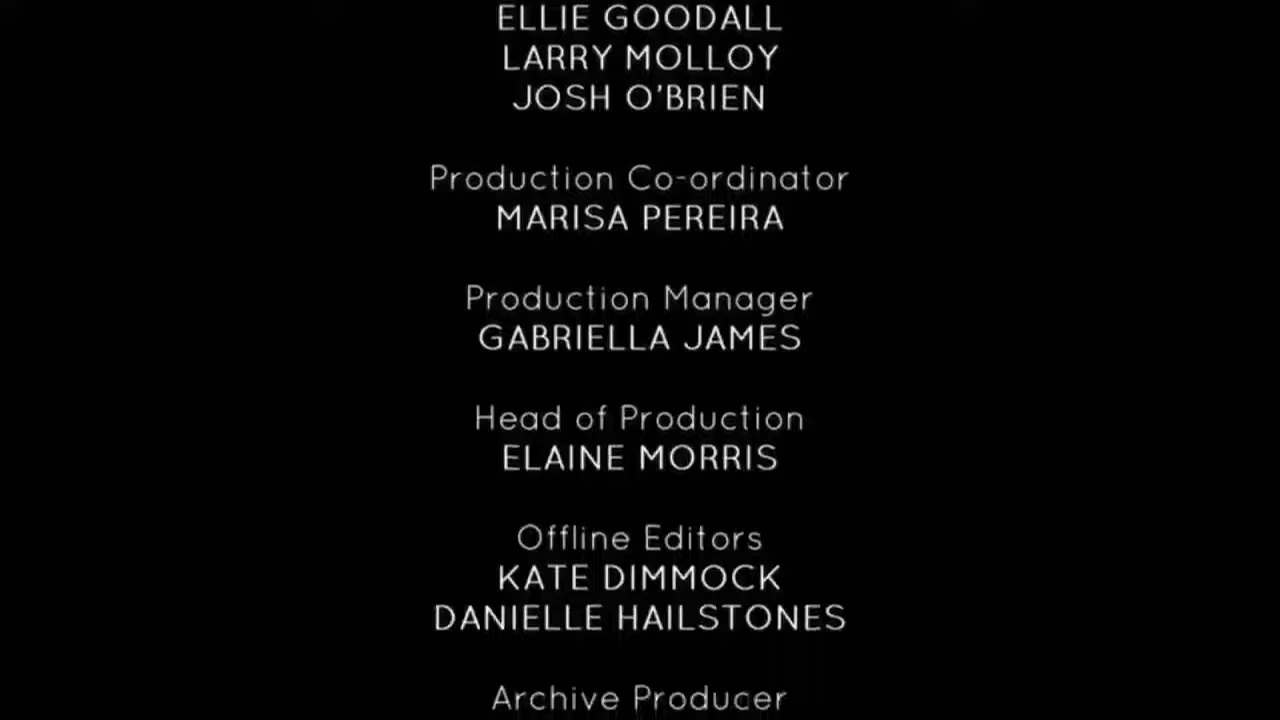 ELLIE GOODALL
LARRY MOLLOY
JOSH O'BRIEN
Production Co-ordinator
MARISA PEREIRA
Production Manager
GABRIELLA JAMES
Head of Production
ELAINE MORRIS
Offline Editors
KATE DIMMOCK
DANIELLE HAILSTONES
Archive Producer